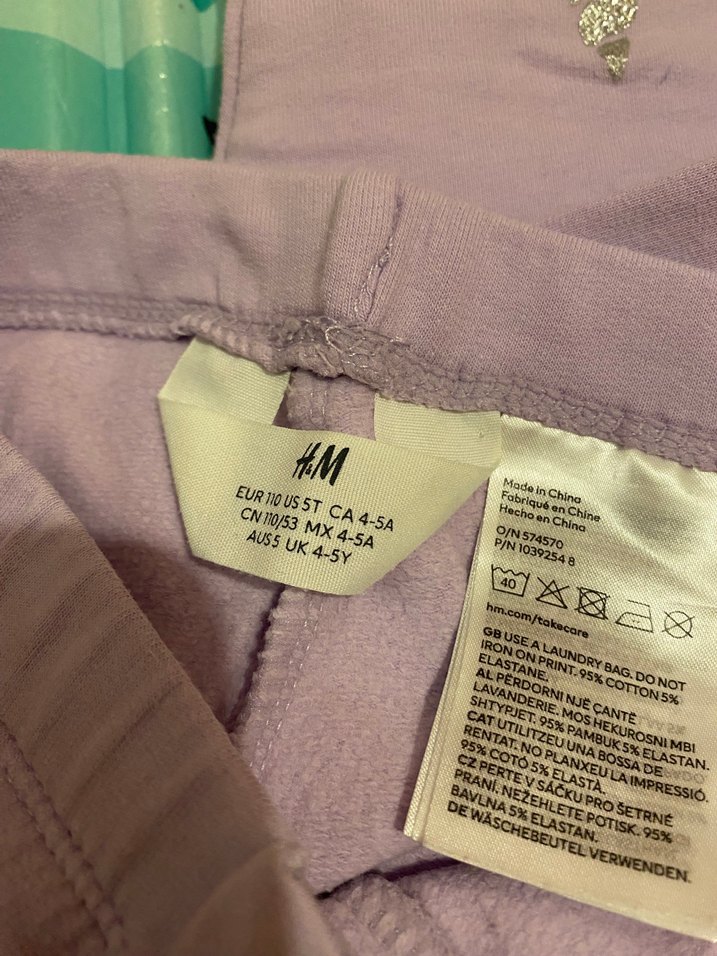 H&M
EUR 110 US 5T CA 4-5A
CN 110/53 MX 4-5A
AUS 5 UK 4-5Y
Made in China
Fabriqué en Chine
Hecho en China
O/N 574570
P/N 1039254 8
40
hm.com/takecare
GB USE A LAUNDRY BAG. DO NOT
IRON ON PRINT. 95% COTTON 5%
ELASTANE.
AL PËRDORNI NJË ÇANTË
LAVANDERIE. MOS HEKUROSNI MBI
SHTYPJET. 95% PAMBUK 5% ELASTAN.
CAT UTILITZEU UNA BOSSA DE
RENTAT. NO PLANXEU LA IMPRESSIÓ.
95% COTÓ 5% ELASTÀ.
CZ PERTE V SÁČKU PRO ŠETRNÉ
PRANÍ. NEŽEHLETE POTISK. 95%
BAVLNA 5% ELASTAN.
DE WÄSCHEBEUTEL VERWENDEN.